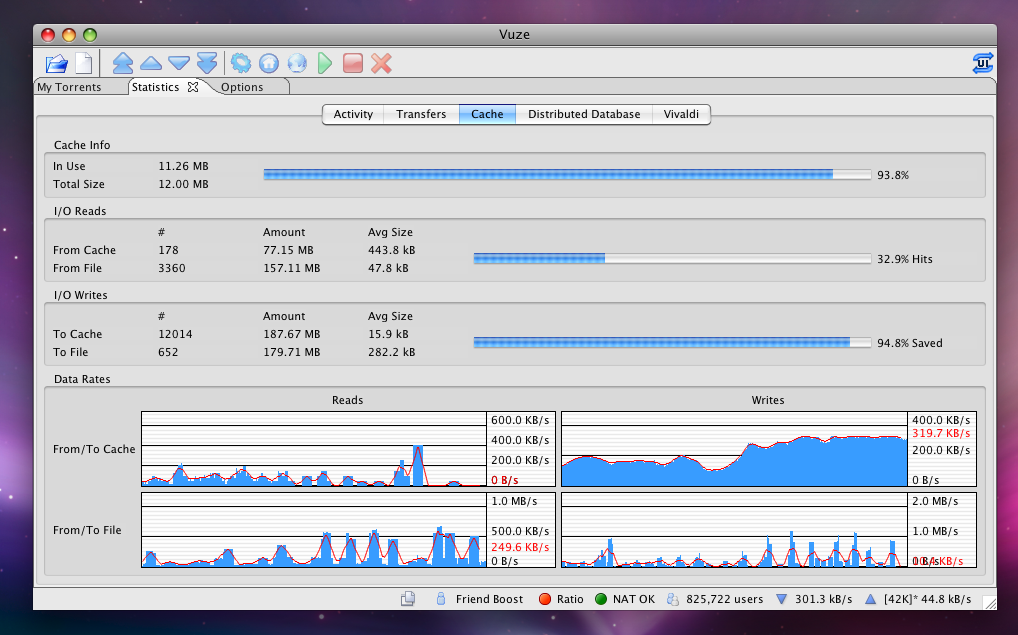 Vuze
UL
My Torrents Statistics Options
Activity Transfers Cache Distributed Database Vivaldi
Cache Info
In Use 11.26 MB
Total Size 12.00 MB
93.8%
I/O Reads
# Amount Avg Size
From Cache 178 77.15 MB 443.8 kB
From File 3360 157.11 MB 47.8 kB
32.9% Hits
I/O Writes
# Amount Avg Size
To Cache 12014 187.67 MB 15.9 kB
To File 652 179.71 MB 282.2 kB
94.8% Saved
Data Rates
Reads Writes
From/To Cache
600.0 KB/s
400.0 KB/s
200.0 KB/s
0 B/s
400.0 KB/s
319.7 KB/s
200.0 KB/s
0 B/s
From/To File
1.0 MB/s
500.0 KB/s
249.6 KB/s
0 B/s
2.0 MB/s
1.0 MB/s
0 B/s
Friend Boost Ratio NAT OK 825,722 users 301.3 kB/s [42K]* 44.8 kB/s